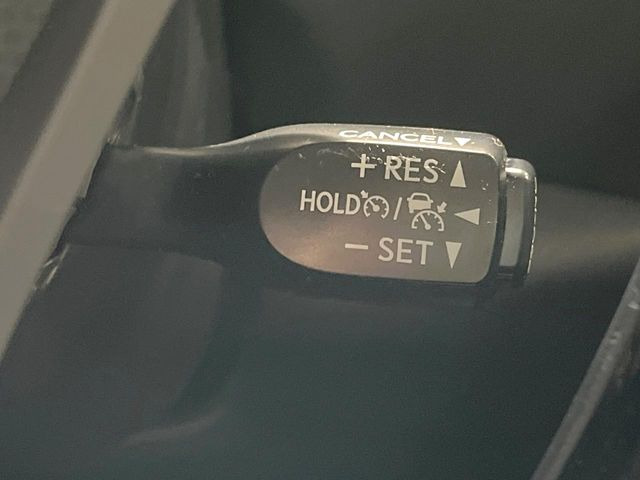 CANCEL▼
+ RES ▲
HOLD / ◀
− SET ▼